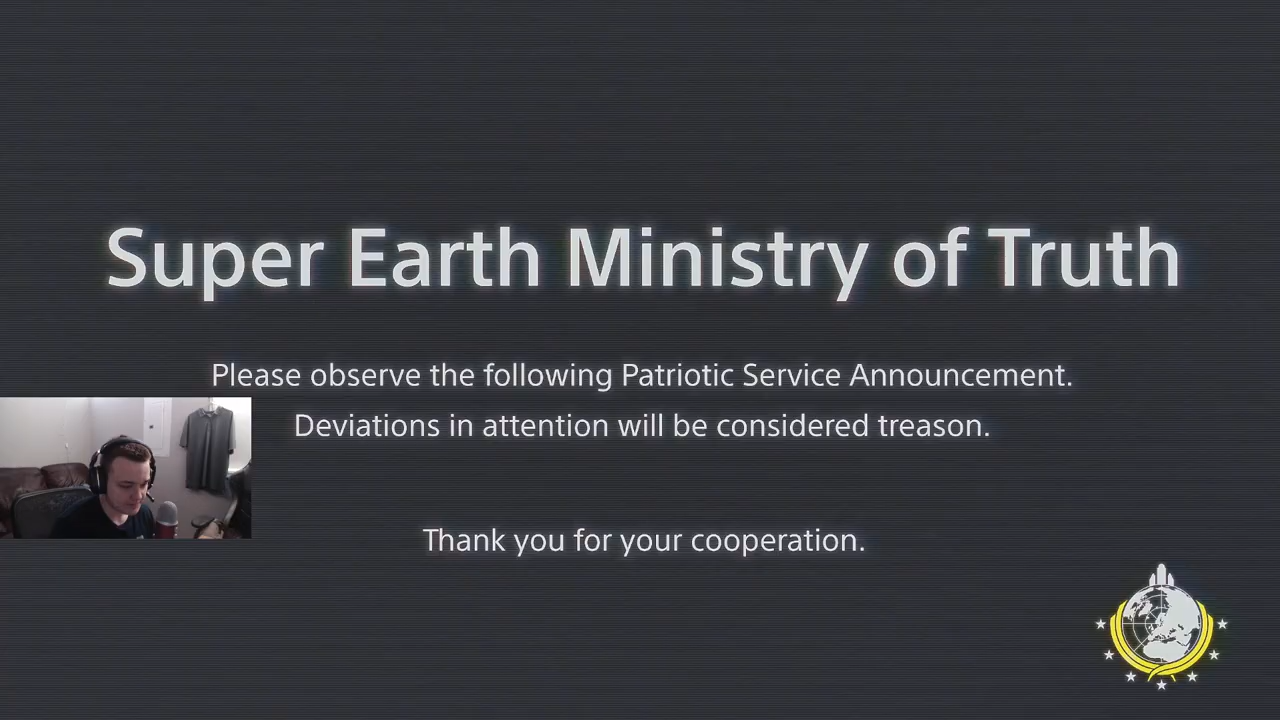 Super Earth Ministry of Truth
Please observe the following Patriotic Service Announcement.
Deviations in attention will be considered treason.
Thank you for your cooperation.